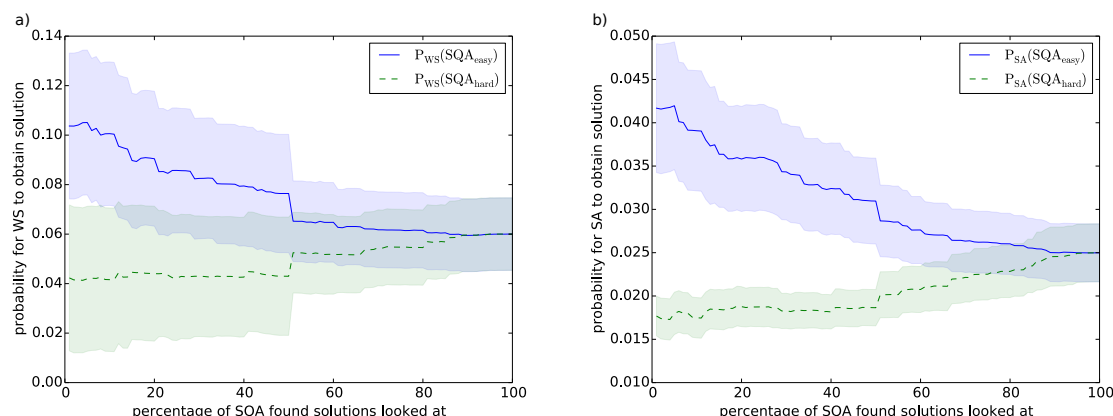 a)
0.14
0.12
0.10
0.08
0.06
0.04
0.02
0.00
probability for WS to obtain solution
P_WS(SQA_easy)
P_WS(SQA_hard)
0 20 40 60 80 100
percentage of SQA found solutions looked at
b)
0.050
0.045
0.040
0.035
0.030
0.025
0.020
0.015
0.010
probability for SA to obtain solution
P_SA(SQA_easy)
P_SA(SQA_hard)
0 20 40 60 80 100
percentage of SQA found solutions looked at